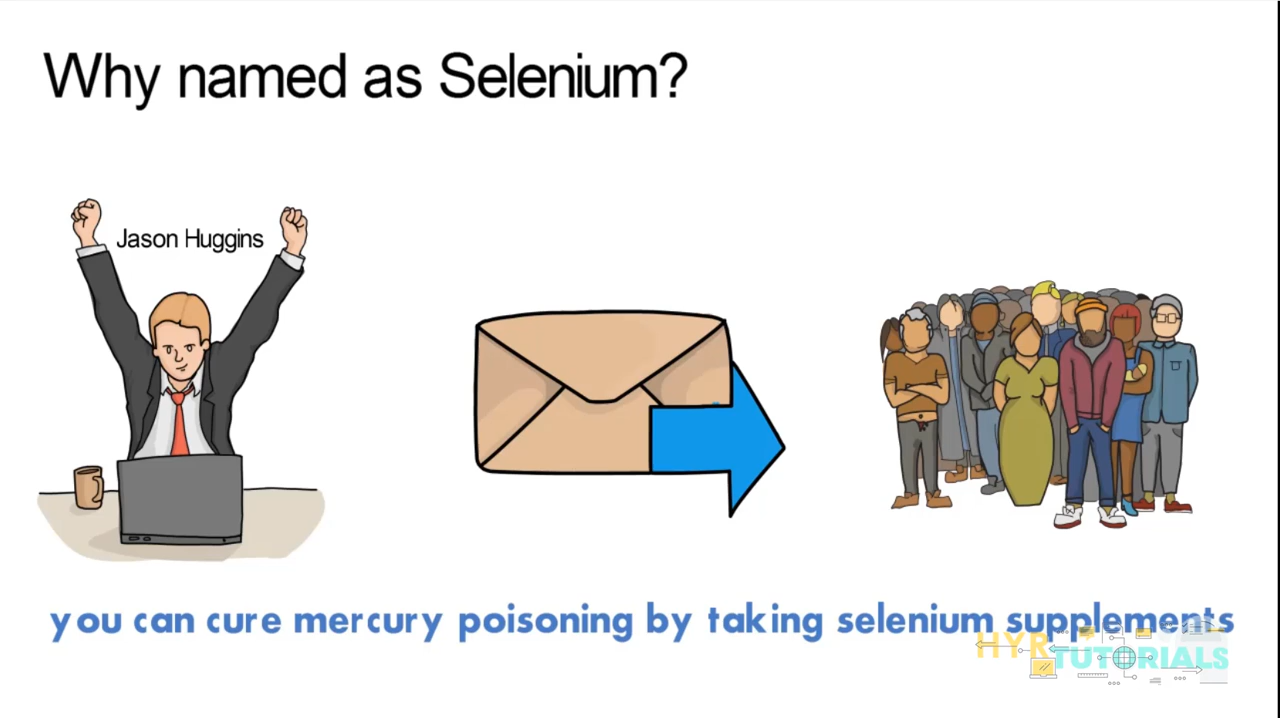 Why named as Selenium?
Jason Huggins
you can cure mercury poisoning by taking selenium supplements
HYR TUTORIALS